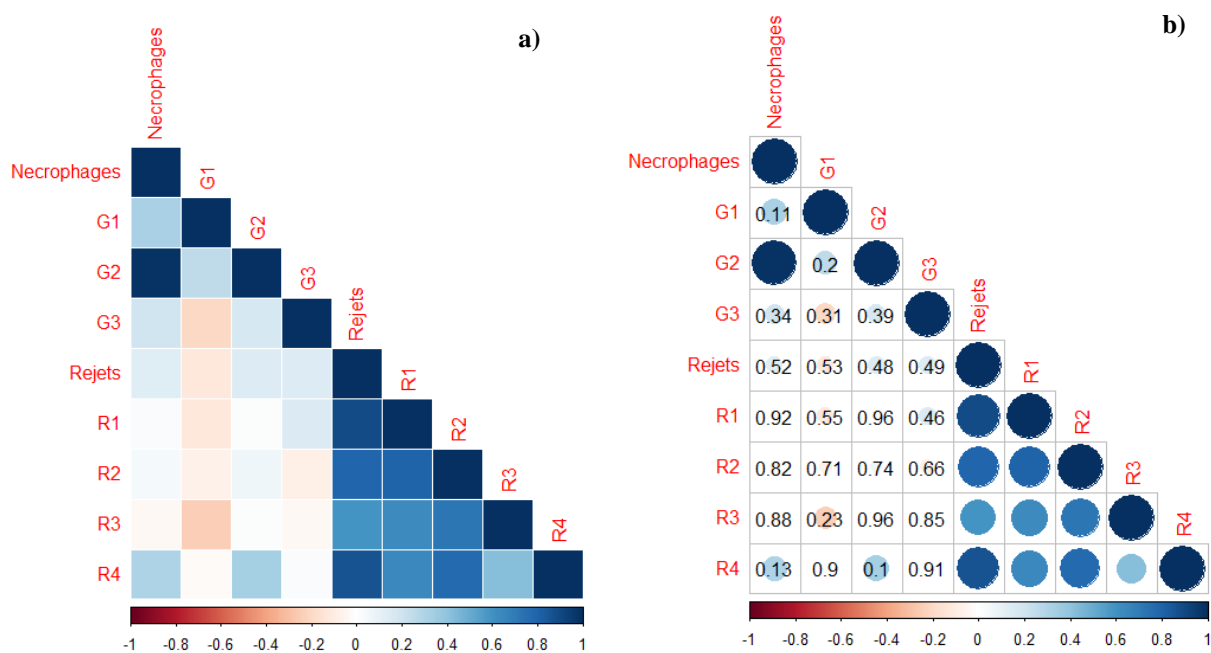 a)
Necrophages
Necrophages
G1
G1
G2
G2
G3
G3
Rejets
Rejets
R1
R1
R2
R2
R3
R3
R4
R4
-1 -0.8 -0.6 -0.4 -0.2 0 0.2 0.4 0.6 0.8 1
b)
Necrophages
Necrophages
G1
G1 0.11
G2
G2 0.2
G3
G3 0.34 0.31 0.39
Rejets
Rejets 0.52 0.53 0.48 0.49
R1
R1 0.92 0.55 0.96 0.46
R2
R2 0.82 0.71 0.74 0.66
R3
R3 0.88 0.23 0.96 0.85
R4
R4 0.13 0.9 0.1 0.91
-1 -0.8 -0.6 -0.4 -0.2 0 0.2 0.4 0.6 0.8 1